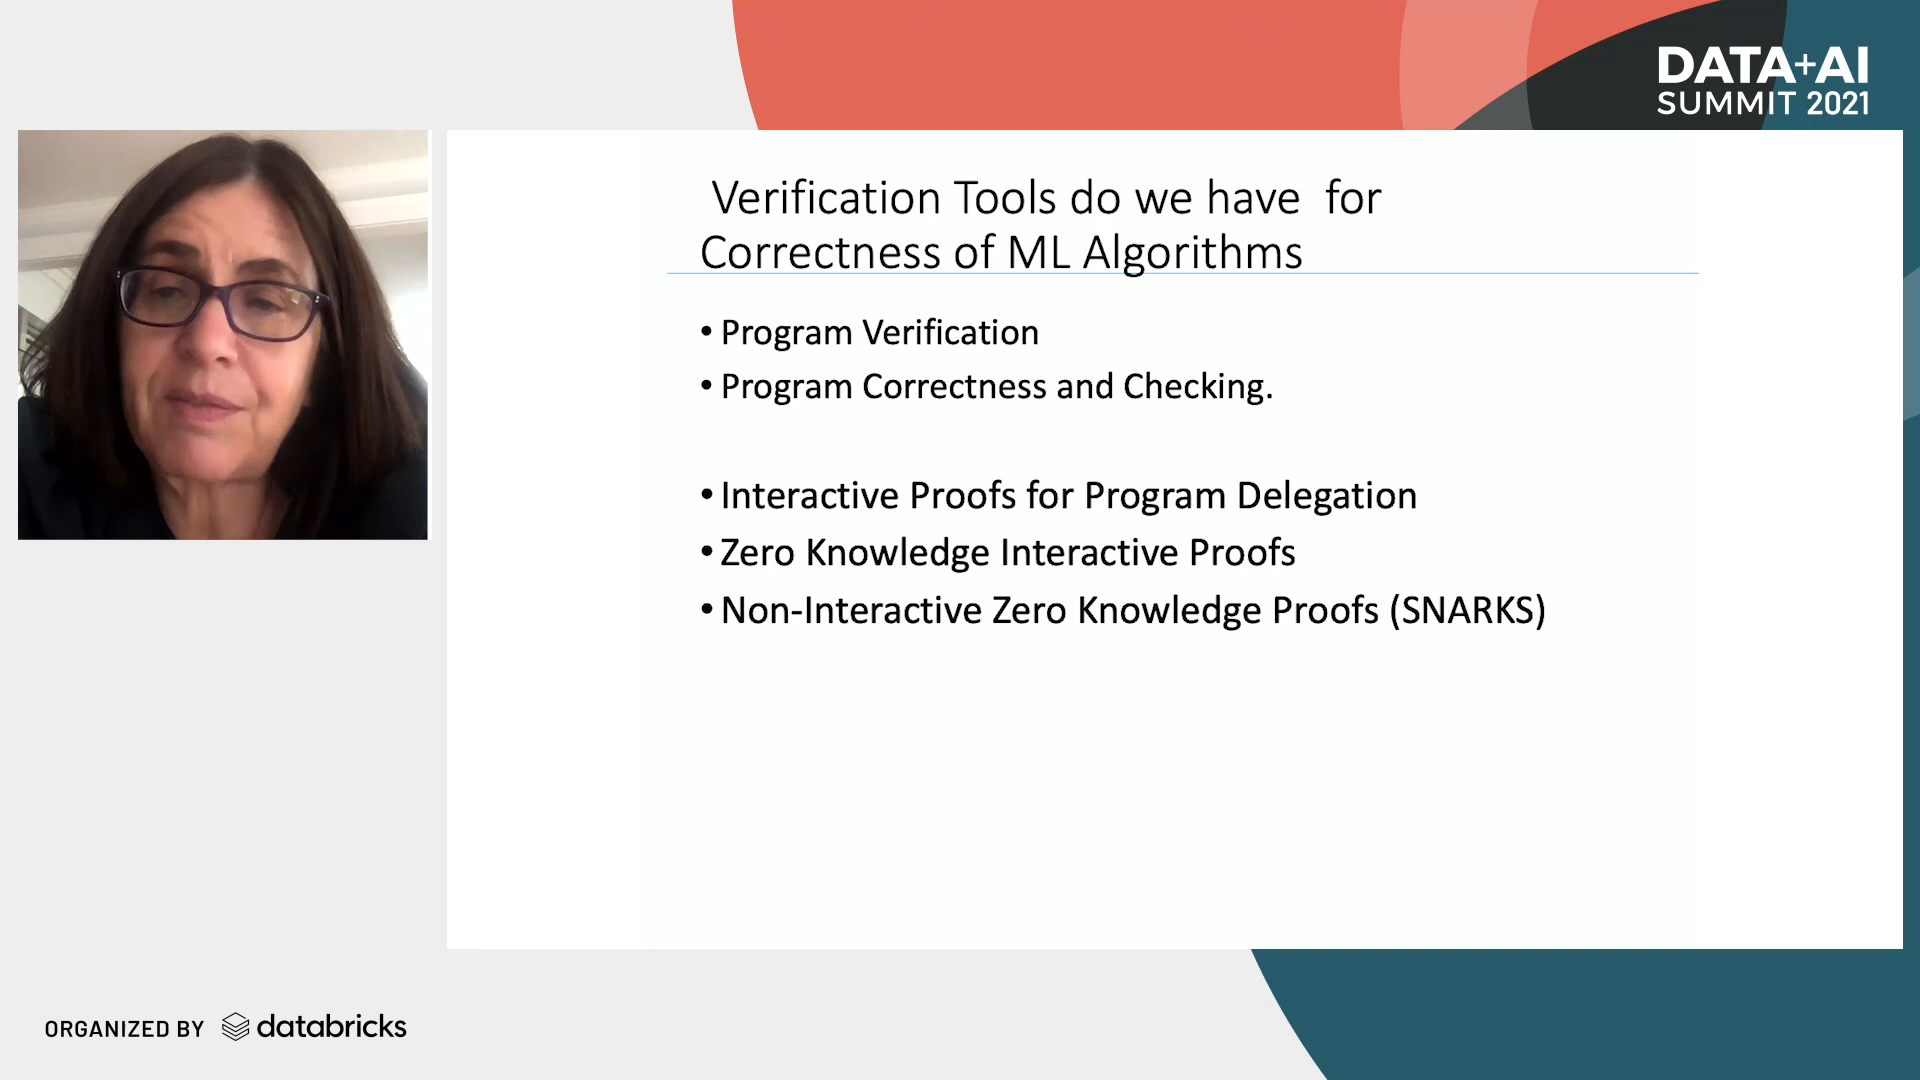 DATA+AI
SUMMIT 2021
Verification Tools do we have  for
Correctness of ML Algorithms
• Program Verification
• Program Correctness and Checking.
• Interactive Proofs for Program Delegation
• Zero Knowledge Interactive Proofs
• Non-Interactive Zero Knowledge Proofs (SNARKS)
ORGANIZED BY databricks